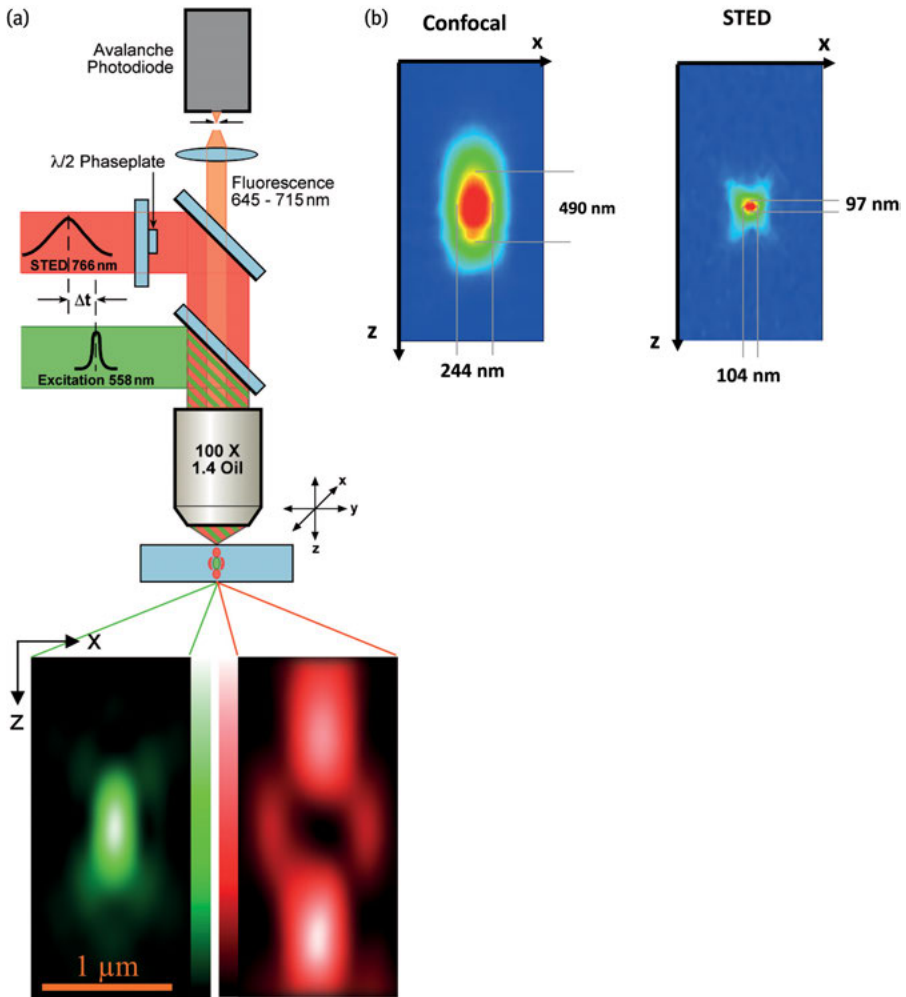 (a)
Avalanche
Photodiode
λ/2 Phaseplate
Fluorescence
645 - 715 nm
STED 766 nm
Δt
Excitation 558 nm
100 X
1.4 Oil
x
y
z
X
Z
1 µm
(b)
Confocal
x
490 nm
z
244 nm
STED
x
97 nm
z
104 nm